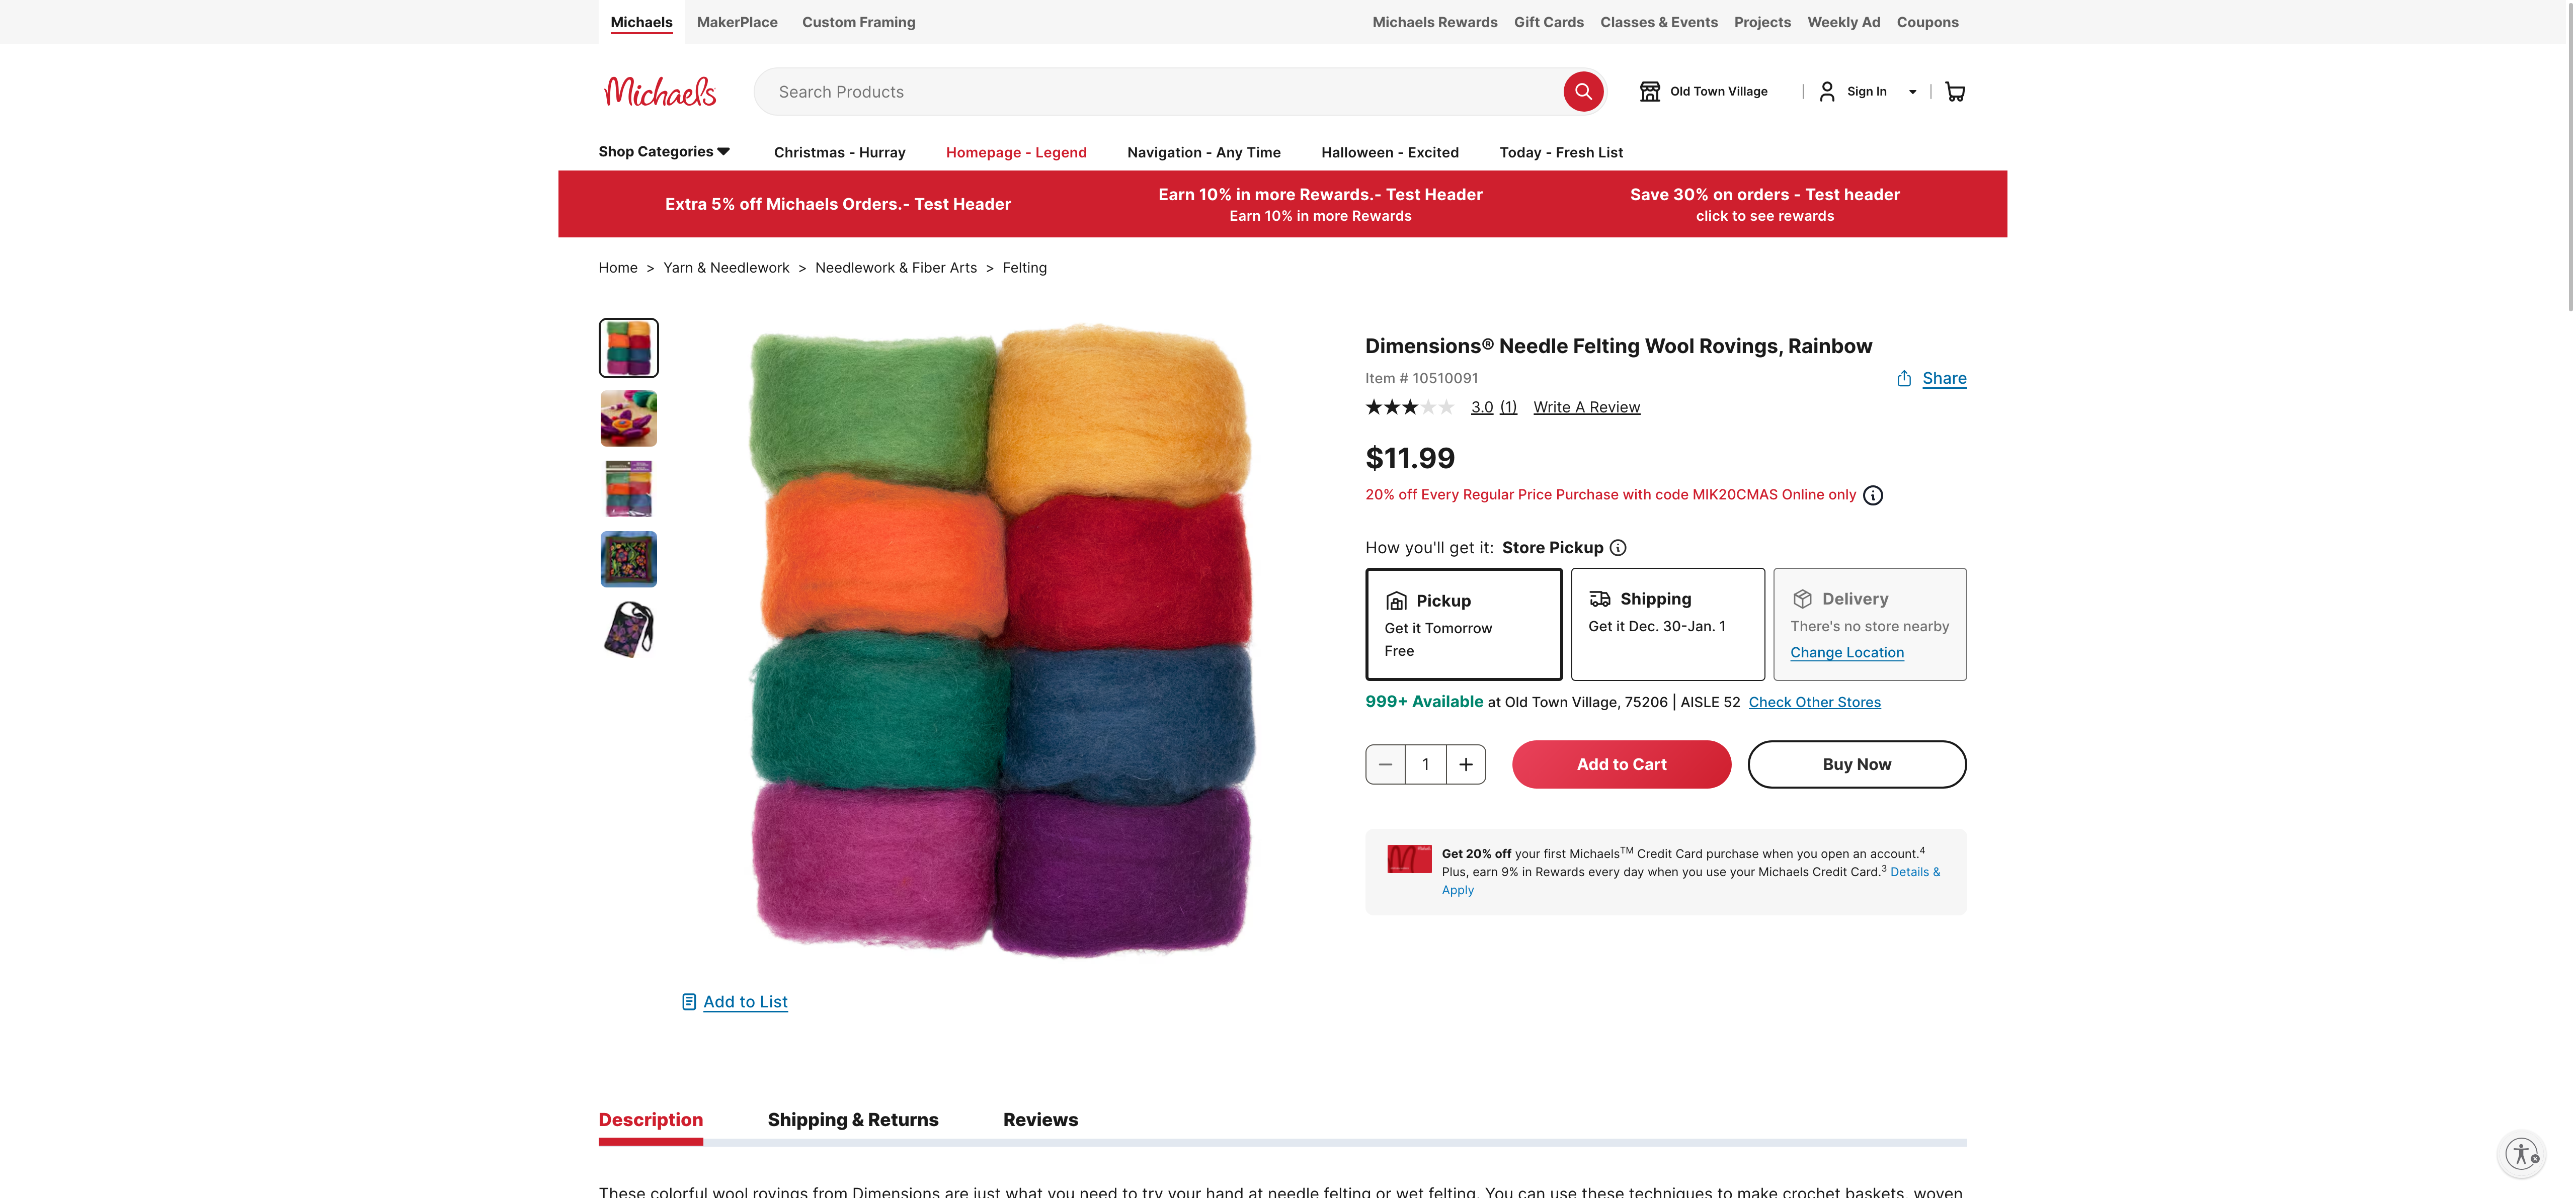 Michaels MakerPlace Custom Framing Michaels Rewards Gift Cards Classes & Events Projects Weekly Ad Coupons
Michaels Search Products Old Town Village | Sign In |
Shop Categories Christmas - Hurray Homepage - Legend Navigation - Any Time Halloween - Excited Today - Fresh List
Extra 5% off Michaels Orders.- Test Header
Earn 10% in more Rewards.- Test Header
Earn 10% in more Rewards
Save 30% on orders - Test header
click to see rewards
Home > Yarn & Needlework > Needlework & Fiber Arts > Felting
Dimensions® Needle Felting Wool Rovings, Rainbow
Item # 10510091
Share
3.0 (1) Write A Review
$11.99
20% off Every Regular Price Purchase with code MIK20CMAS Online only
How you'll get it: Store Pickup
Pickup
Get it Tomorrow
Free
Shipping
Get it Dec. 30-Jan. 1
Delivery
There's no store nearby
Change Location
999+ Available at Old Town Village, 75206 | AISLE 52 Check Other Stores
1
Add to Cart
Buy Now
Get 20% off your first Michaels™ Credit Card purchase when you open an account.4
Plus, earn 9% in Rewards every day when you use your Michaels Credit Card.3 Details &
Apply
Add to List
Description Shipping & Returns Reviews
These colorful wool rovings from Dimensions are just what you need to try your hand at needle felting or wet felting. You can use these techniques to make crochet baskets, woven